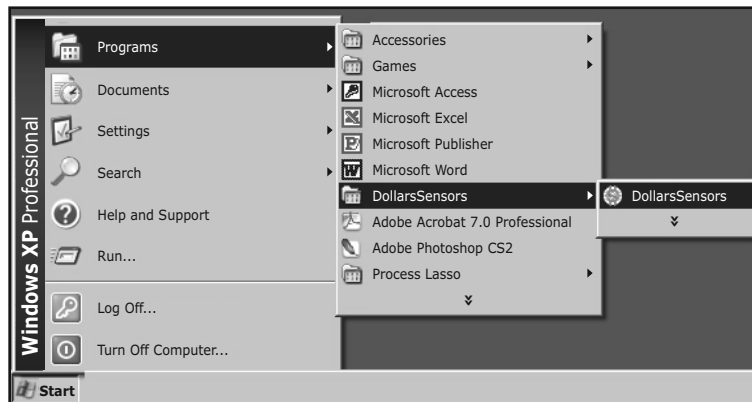 Windows XP Professional
Programs
Documents
Settings
Search
Help and Support
Run...
Log Off...
Turn Off Computer...
Accessories
Games
Microsoft Access
Microsoft Excel
Microsoft Publisher
Microsoft Word
DollarsSensors
Adobe Acrobat 7.0 Professional
Adobe Photoshop CS2
Process Lasso
DollarsSensors
Start